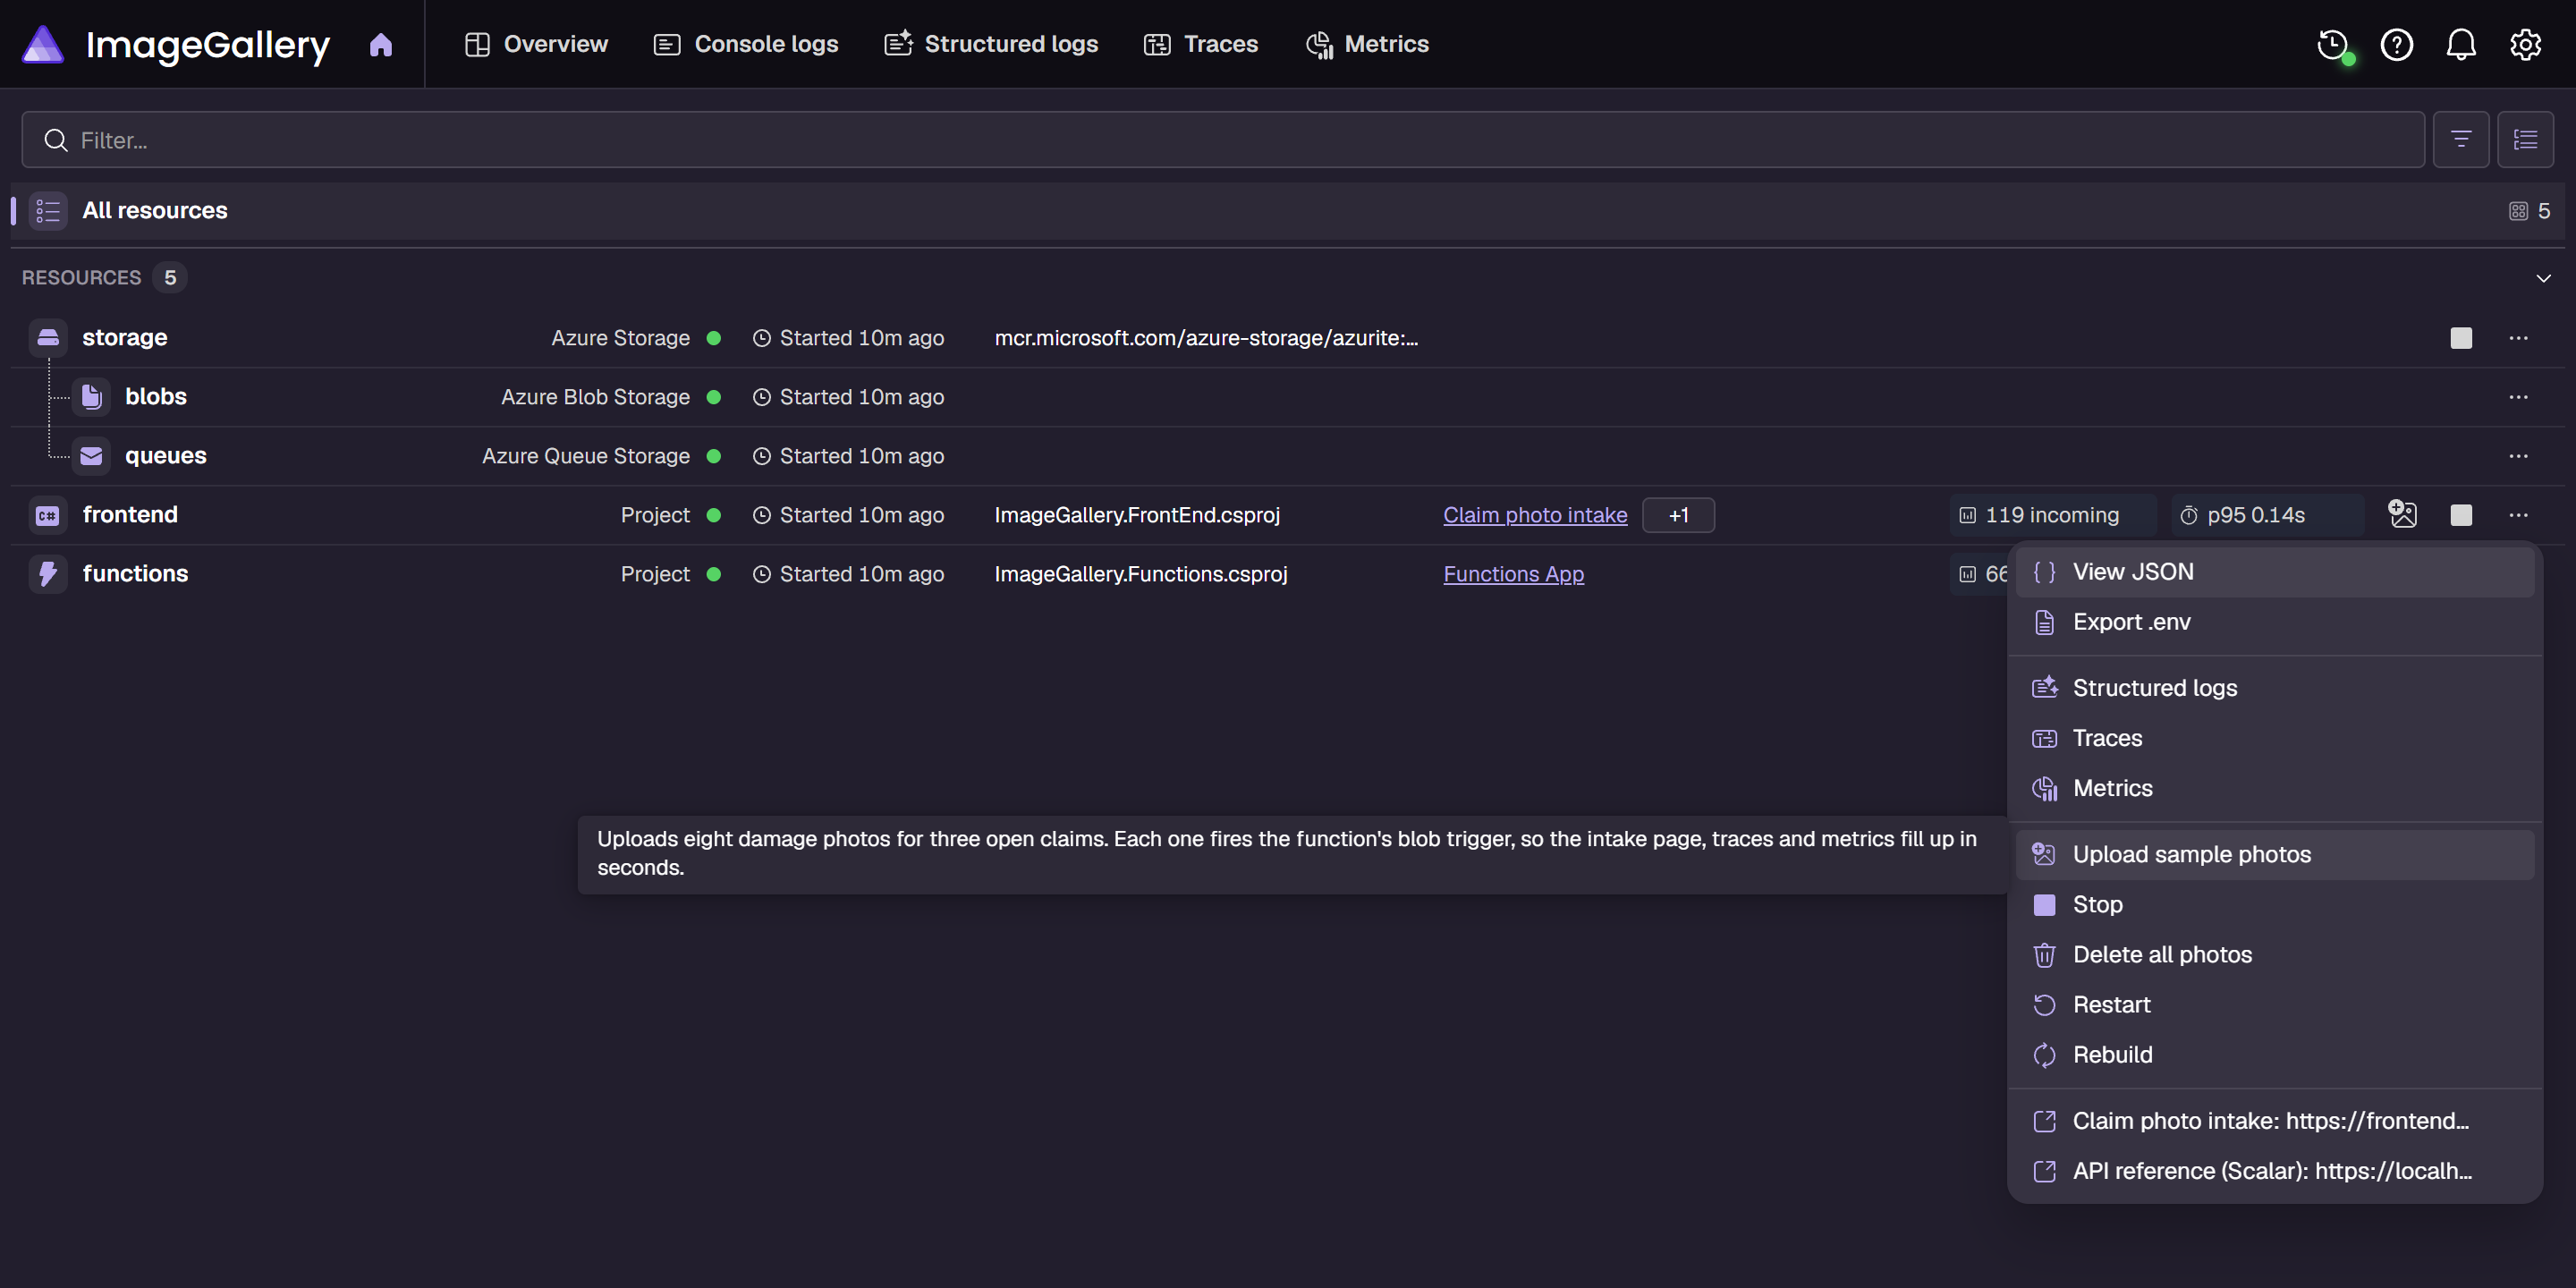 ImageGallery
Overview
Console logs
Structured logs
Traces
Metrics
Filter...
All resources
5
RESOURCES 5
storage Azure Storage Started 10m ago mcr.microsoft.com/azure-storage/azurite:...
blobs Azure Blob Storage Started 10m ago
queues Azure Queue Storage Started 10m ago
frontend Project Started 10m ago ImageGallery.FrontEnd.csproj Claim photo intake +1 119 incoming p95 0.14s
functions Project Started 10m ago ImageGallery.Functions.csproj Functions App 66
View JSON
Export .env
Structured logs
Traces
Metrics
Uploads eight damage photos for three open claims. Each one fires the function's blob trigger, so the intake page, traces and metrics fill up in
seconds.
Upload sample photos
Stop
Delete all photos
Restart
Rebuild
Claim photo intake: https://frontend...
API reference (Scalar): https://localh...